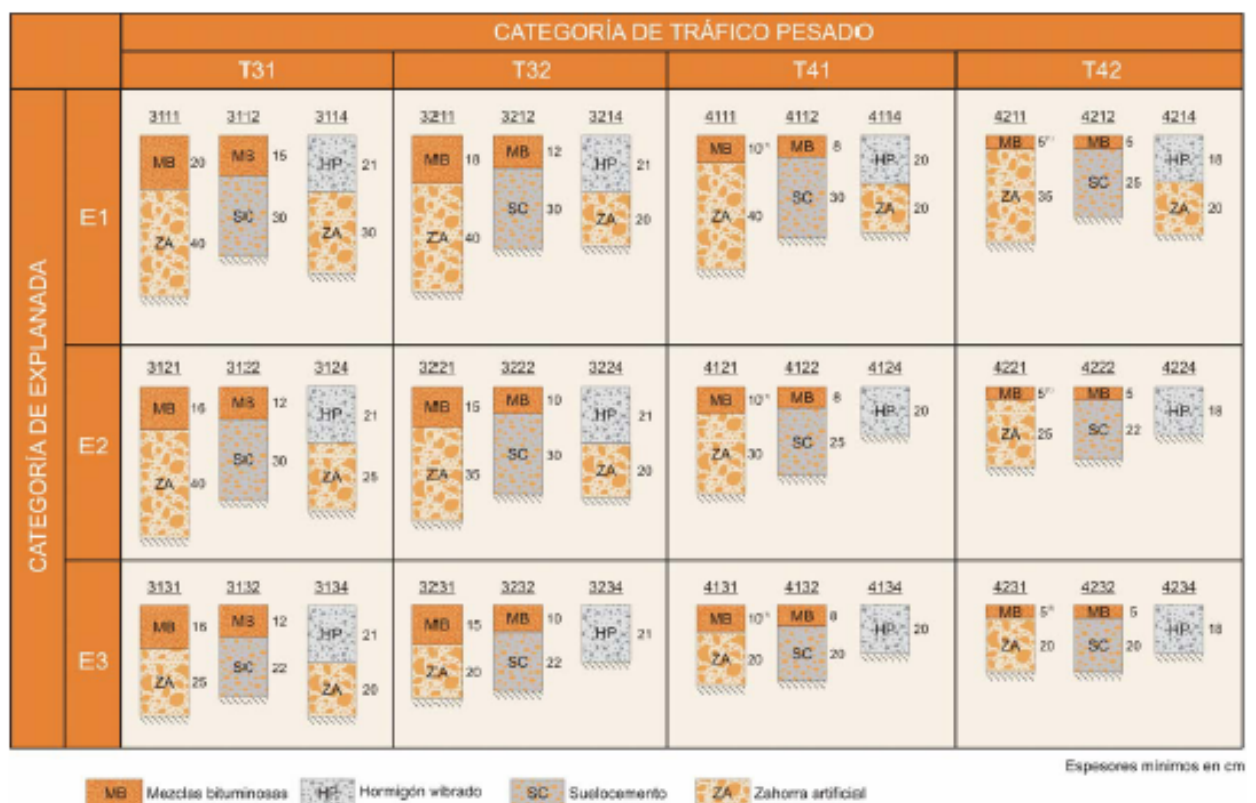 CATEGORÍA DE TRÁFICO PESADO
T31 T32 T41 T42
CATEGORÍA DE EXPLANADA
E1
3111 3112 3114 3211 3212 3214 4111 4112 4114 4211 4212 4214
MB 20 MB 15 HP 21 MB 18 MB 12 HP 21 MB 10 MB 8 HP 20 MB 5 MB 5 HP 18
ZA 40 SC 30 ZA 30 ZA 40 SC 30 ZA 20 ZA 40 SC 30 ZA 20 ZA 35 SC 25 ZA 20
E2
3121 3122 3124 3221 3222 3224 4121 4122 4124 4221 4222 4224
MB 16 MB 12 HP 21 MB 15 MB 10 HP 21 MB 10 MB 8 HP 20 MB 5 MB 5 HP 18
ZA 40 SC 30 ZA 25 ZA 35 SC 30 ZA 20 ZA 30 SC 25 ZA 25 SC 22
E3
3131 3132 3134 3231 3232 3234 4131 4132 4134 4231 4232 4234
MB 16 MB 12 HP 21 MB 15 MB 10 HP 21 MB 10 MB 8 HP 20 MB 5 MB 5 HP 18
ZA 25 SC 22 ZA 20 ZA 20 SC 22 ZA 20 SC 20 ZA 20 SC 20
Espesores mínimos en cm
MB Mezclas bituminosas HP Hormigón vibrado SC Suelocemento ZA Zahorra artificial